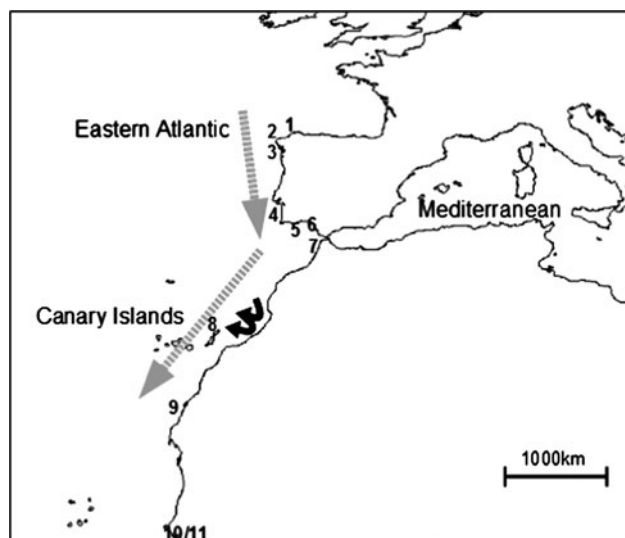 1
Eastern Atlantic
2
3
Mediterranean
4
5
6
7
Canary Islands
8
9
1000km
10/11